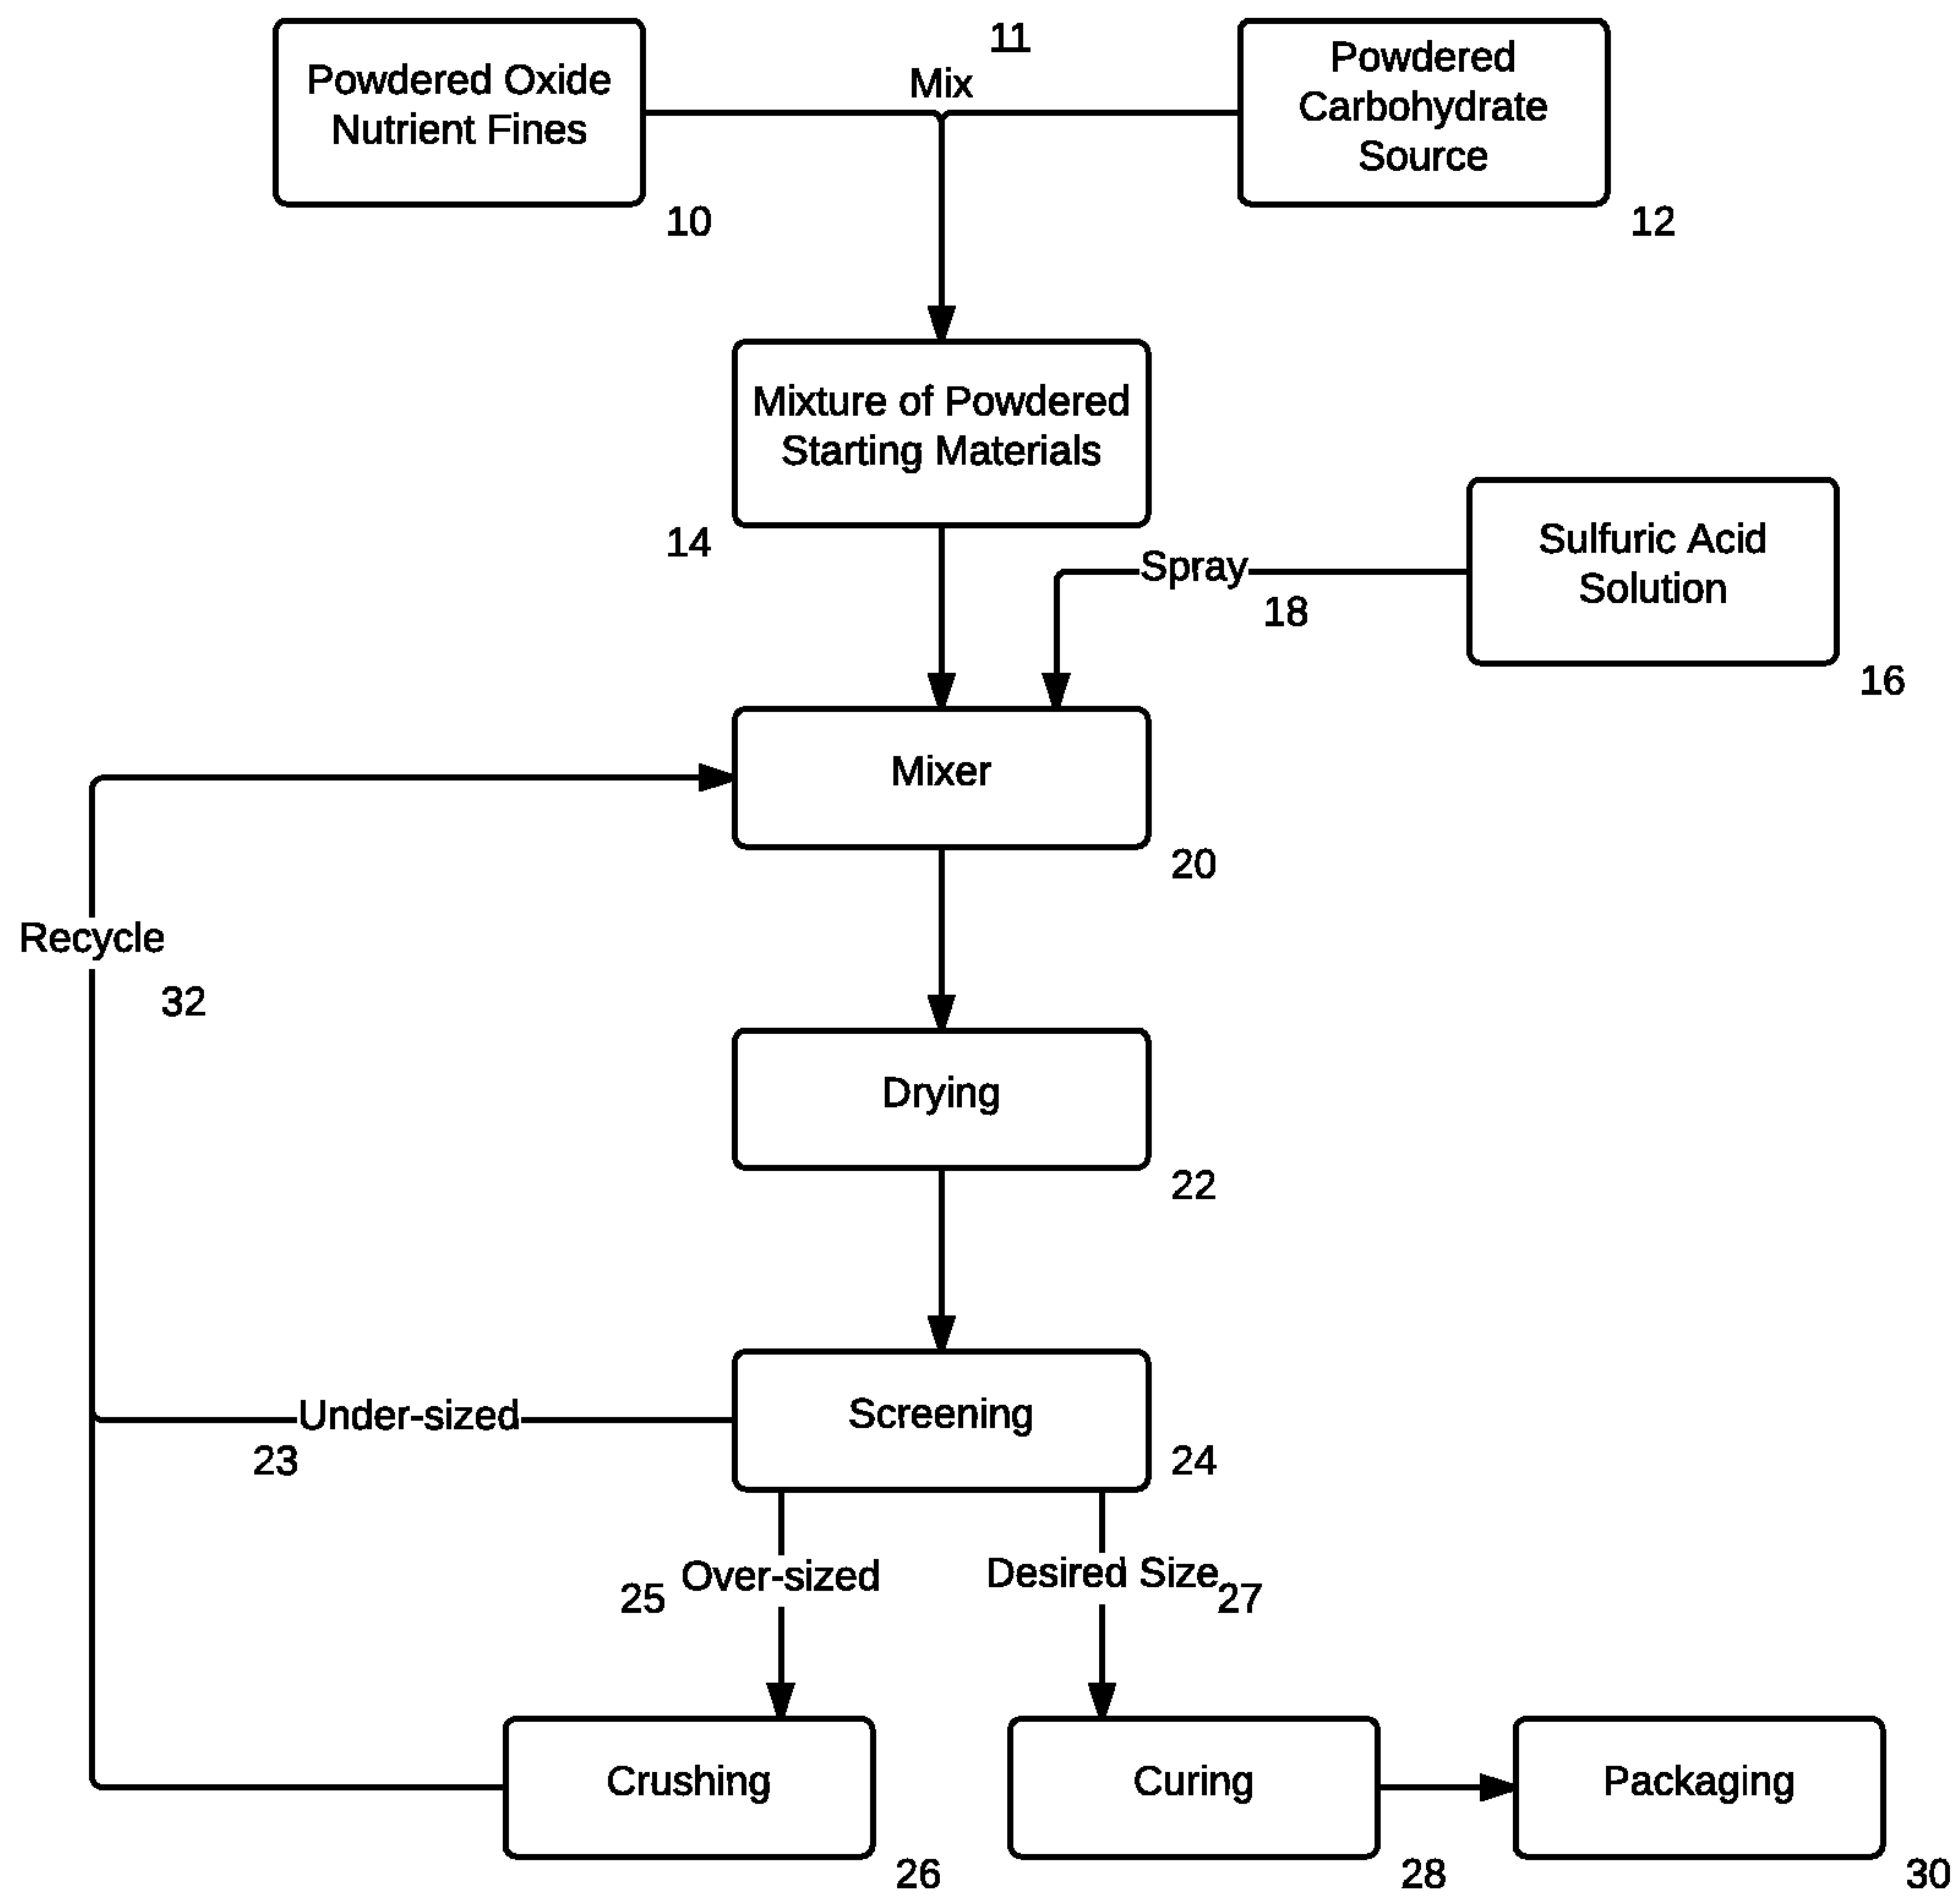 11
Mix
Powdered Oxide
Nutrient Fines
10
Powdered
Carbohydrate
Source
12
Mixture of Powdered
Starting Materials
14
Sulfuric Acid
Solution
16
Spray
18
Mixer
20
Recycle
32
Drying
22
Screening
24
Under-sized
23
25
Over-sized
Desired Size
27
Crushing
26
Curing
28
Packaging
30